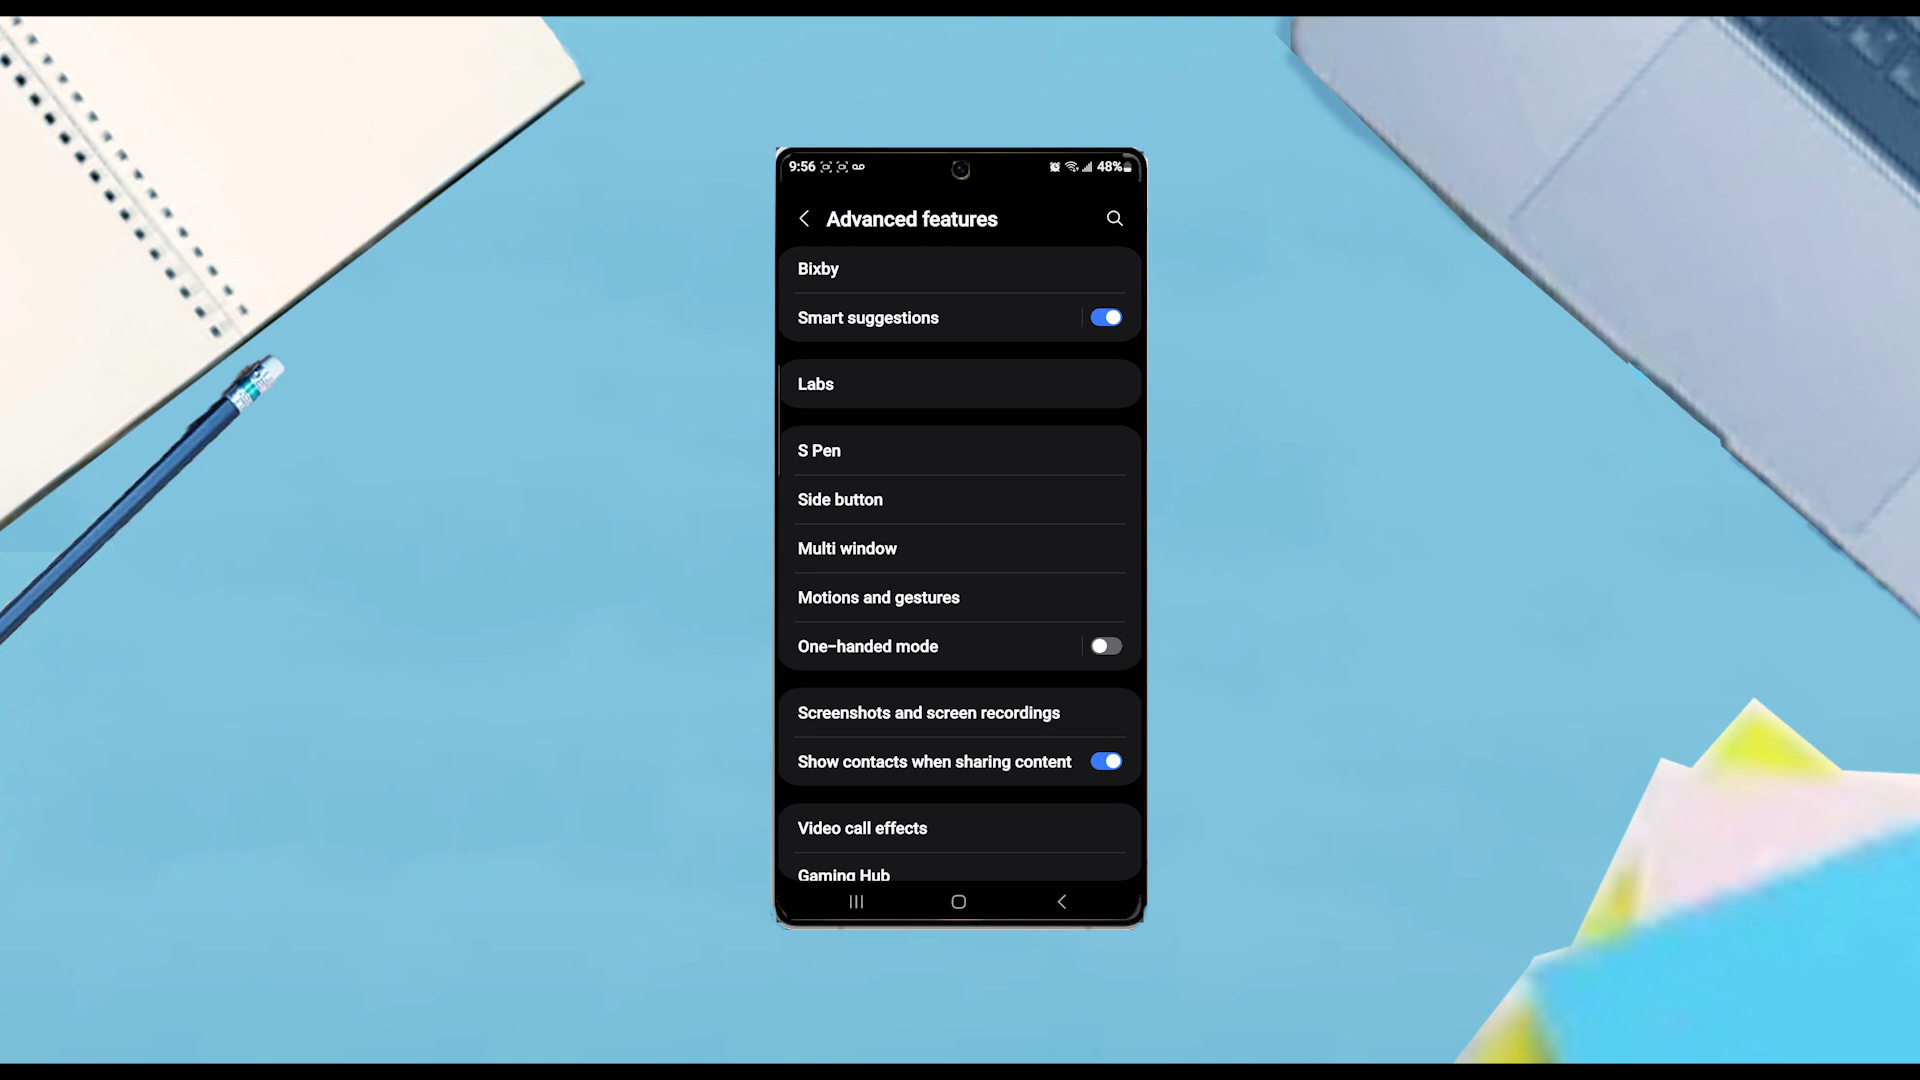 9:56 48%
Advanced features
Bixby
Smart suggestions
Labs
S Pen
Side button
Multi window
Motions and gestures
One-handed mode
Screenshots and screen recordings
Show contacts when sharing content
Video call effects
Gaming Hub